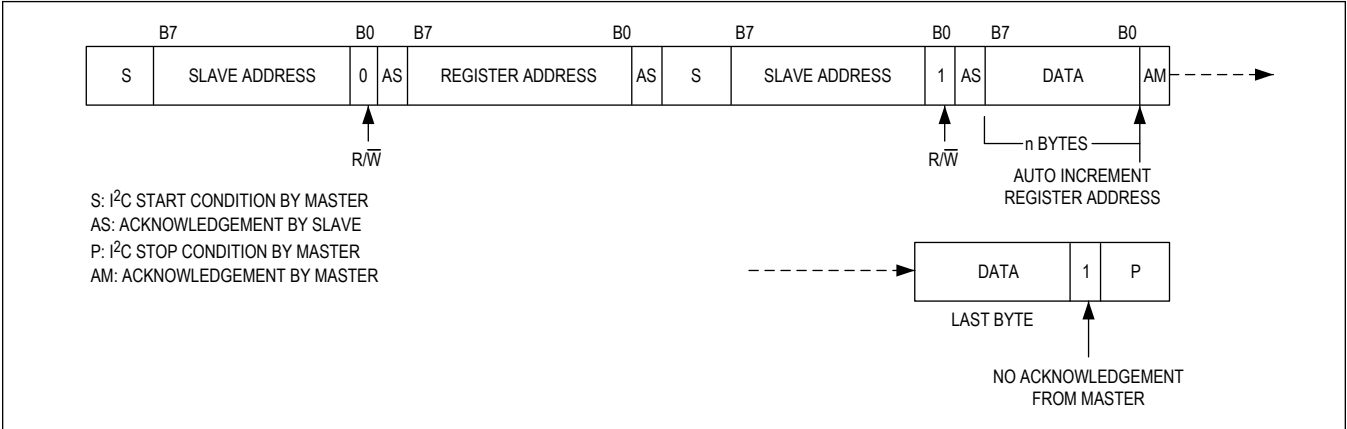 B7 B0 B7 B0 B7 B0 B7 B0
S SLAVE ADDRESS 0 AS REGISTER ADDRESS AS S SLAVE ADDRESS 1 AS DATA AM
R/W̅ R/W̅ n BYTES
AUTO INCREMENT
REGISTER ADDRESS
S: I²C START CONDITION BY MASTER
AS: ACKNOWLEDGEMENT BY SLAVE
P: I²C STOP CONDITION BY MASTER
AM: ACKNOWLEDGEMENT BY MASTER
DATA 1 P
LAST BYTE
NO ACKNOWLEDGEMENT
FROM MASTER